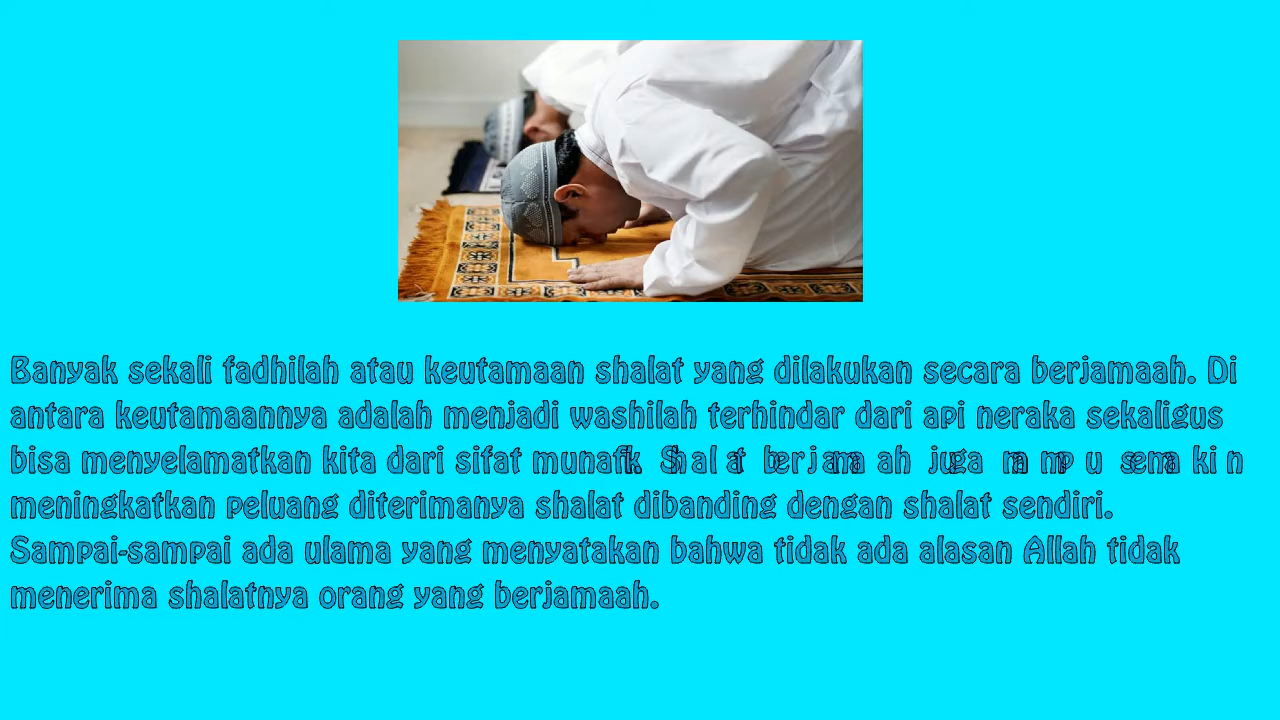 Banyak sekali fadhilah atau keutamaan shalat yang dilakukan secara berjamaah. Di
antara keutamaannya adalah menjadi washilah terhindar dari api neraka sekaligus
bisa menyelamatkan kita dari sifat munafik. Shalat berjamaah juga mampu semakin
meningkatkan peluang diterimanya shalat dibanding dengan shalat sendiri.
Sampai-sampai ada ulama yang menyatakan bahwa tidak ada alasan Allah tidak
menerima shalatnya orang yang berjamaah.